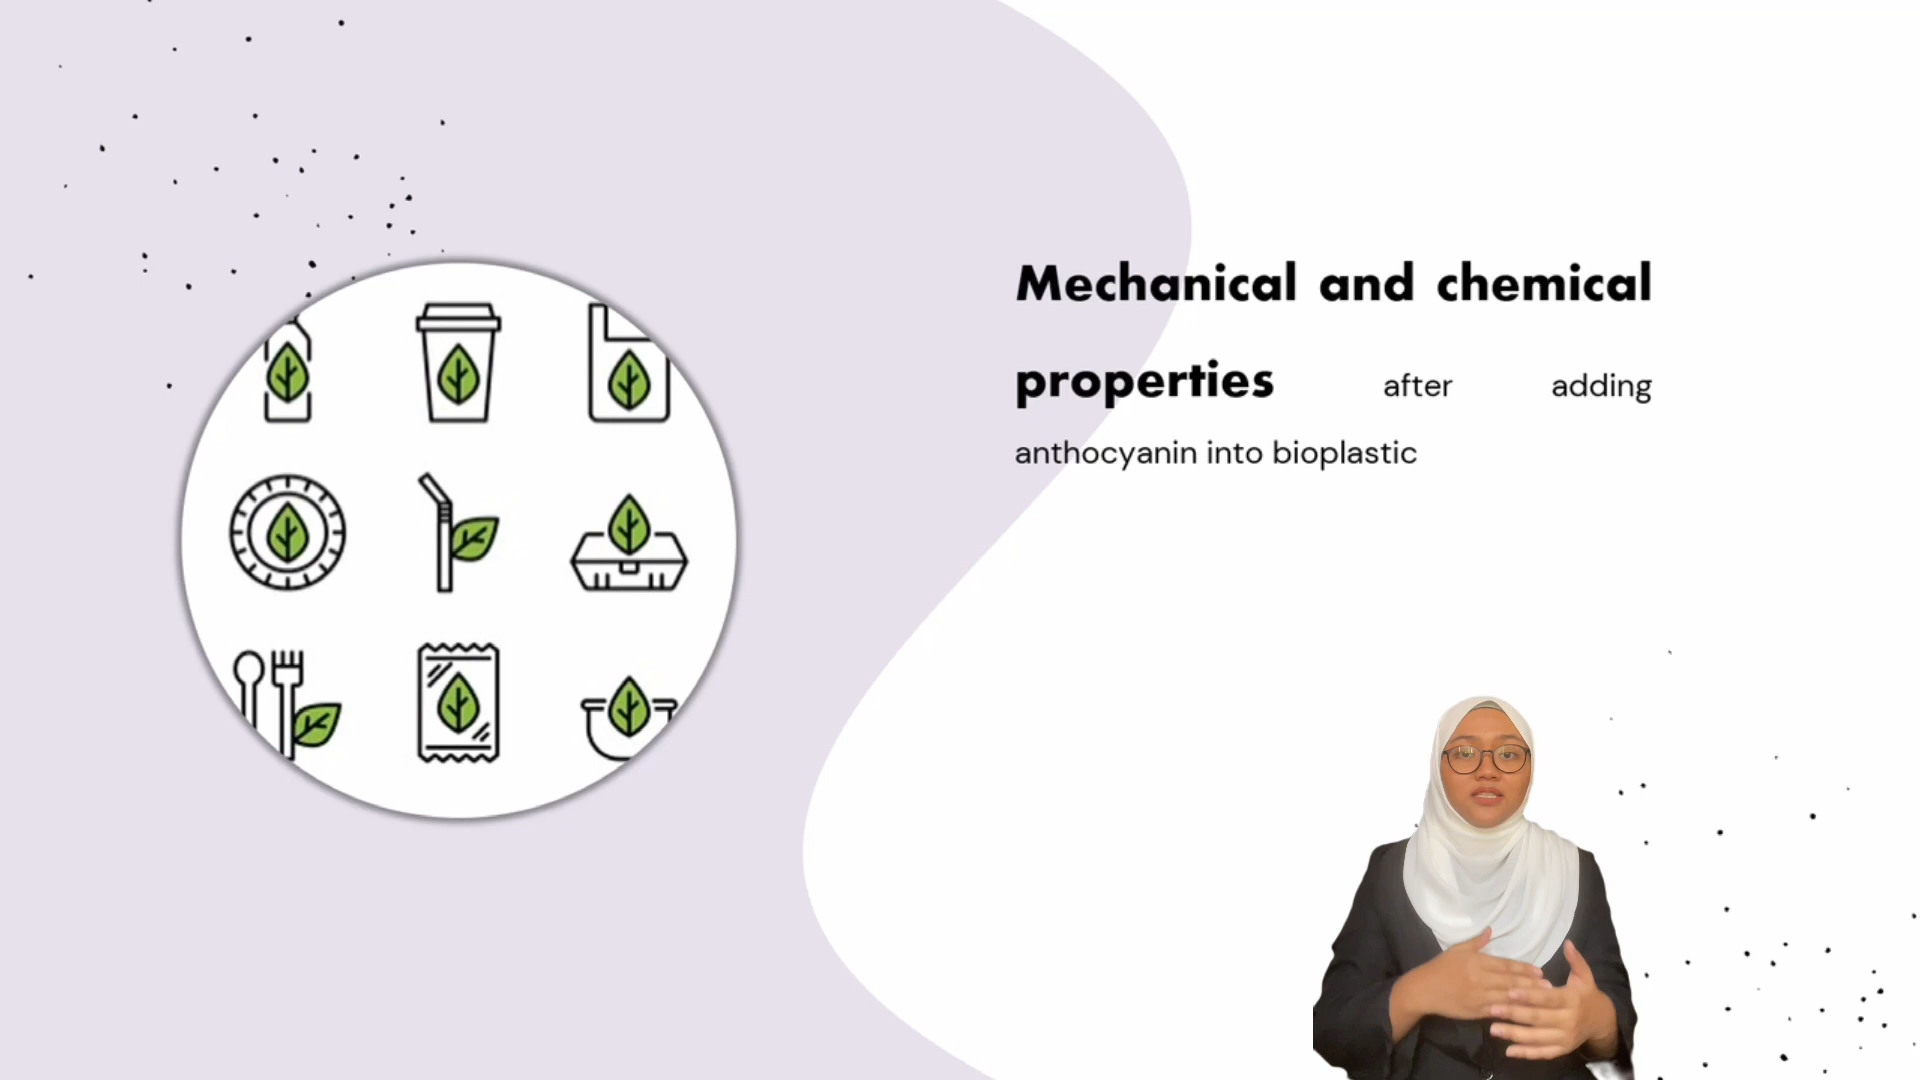 Mechanical and chemical
properties after adding
anthocyanin into bioplastic